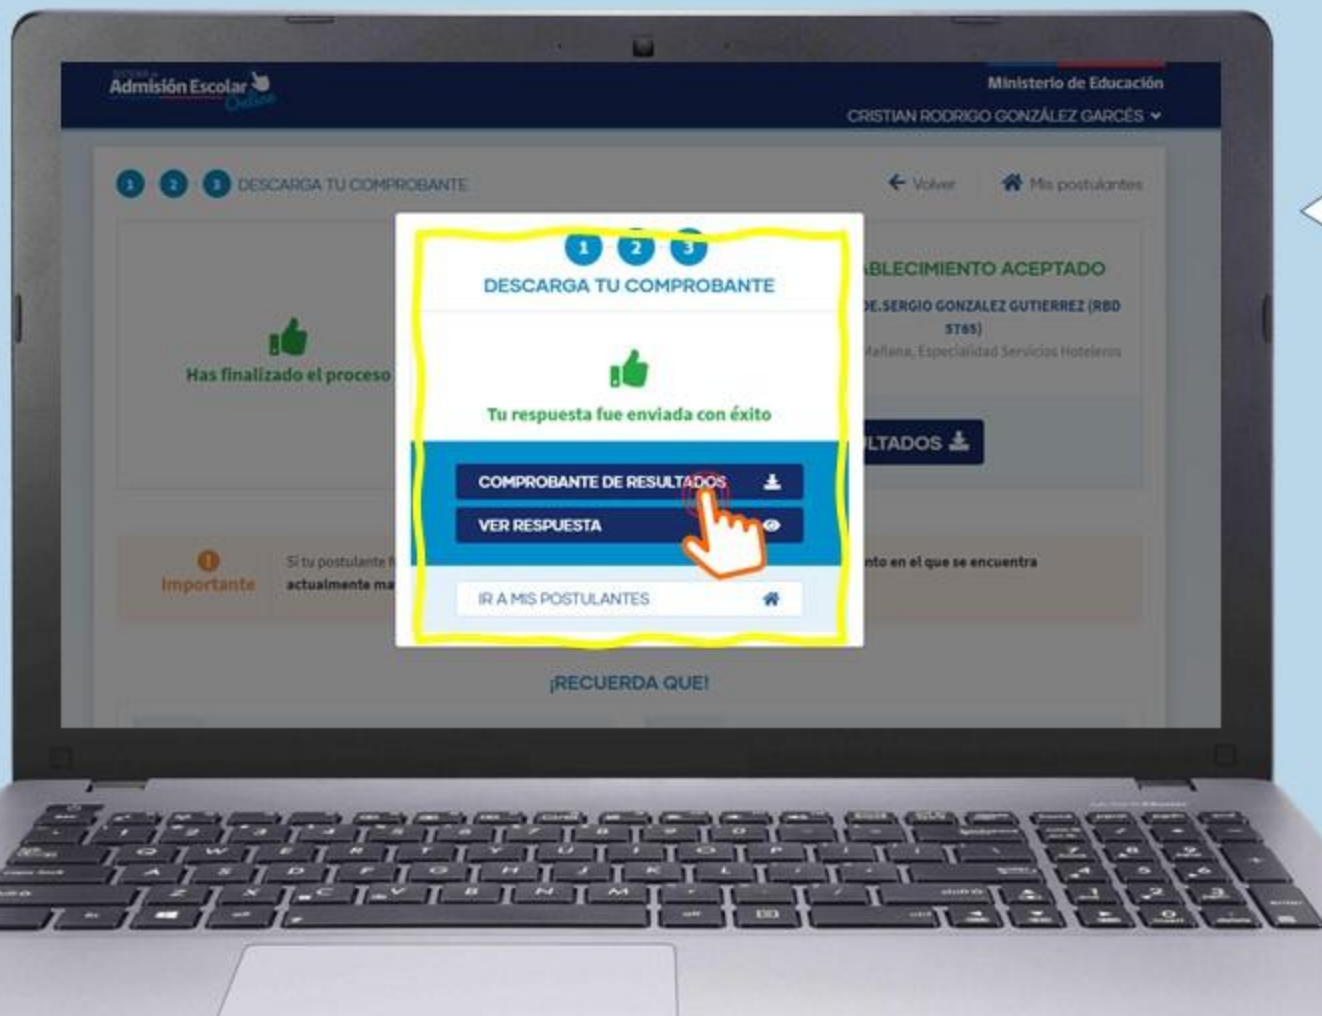 Admisión Escolar
Online
Ministerio de Educación
CRISTIAN RODRIGO GONZÁLEZ GARCÉS
1 2 3 DESCARGA TU COMPROBANTE
Volver
Mis postulantes
Has finalizado el proceso
1 2 3
DESCARGA TU COMPROBANTE
Tu respuesta fue enviada con éxito
COMPROBANTE DE RESULTADOS
VER RESPUESTA
IR A MIS POSTULANTES
BLECIMIENTO ACEPTADO
DE.SERGIO GONZALEZ GUTIERREZ (RBD
5765)
Mañana, Especialidad Servicios Hoteleros
LTADOS
Importante
Si tu postulante
actualmente ma
nto en el que se encuentra
¡RECUERDA QUE!